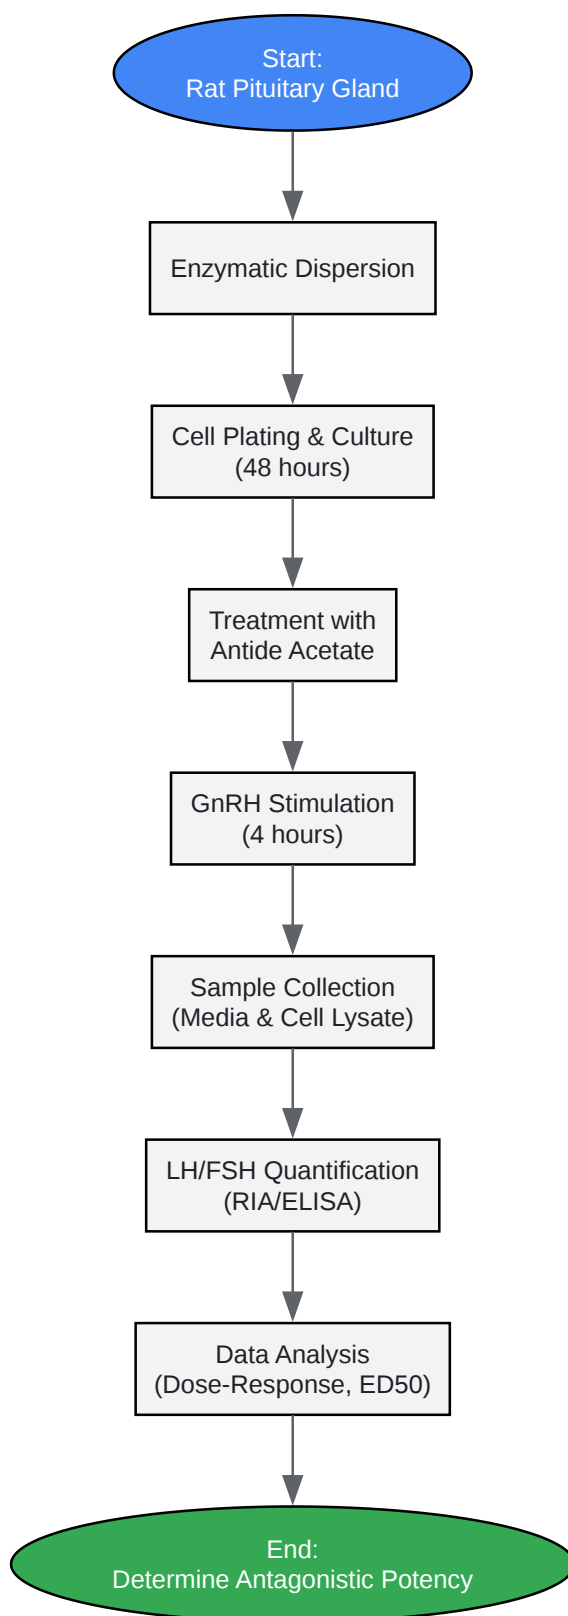 Start:
Rat Pituitary Gland
Enzymatic Dispersion
Cell Plating & Culture
(48 hours)
Treatment with
Antide Acetate
GnRH Stimulation
(4 hours)
Sample Collection
(Media & Cell Lysate)
LH/FSH Quantification
(RIA/ELISA)
Data Analysis
(Dose-Response, ED50)
End:
Determine Antagonistic Potency